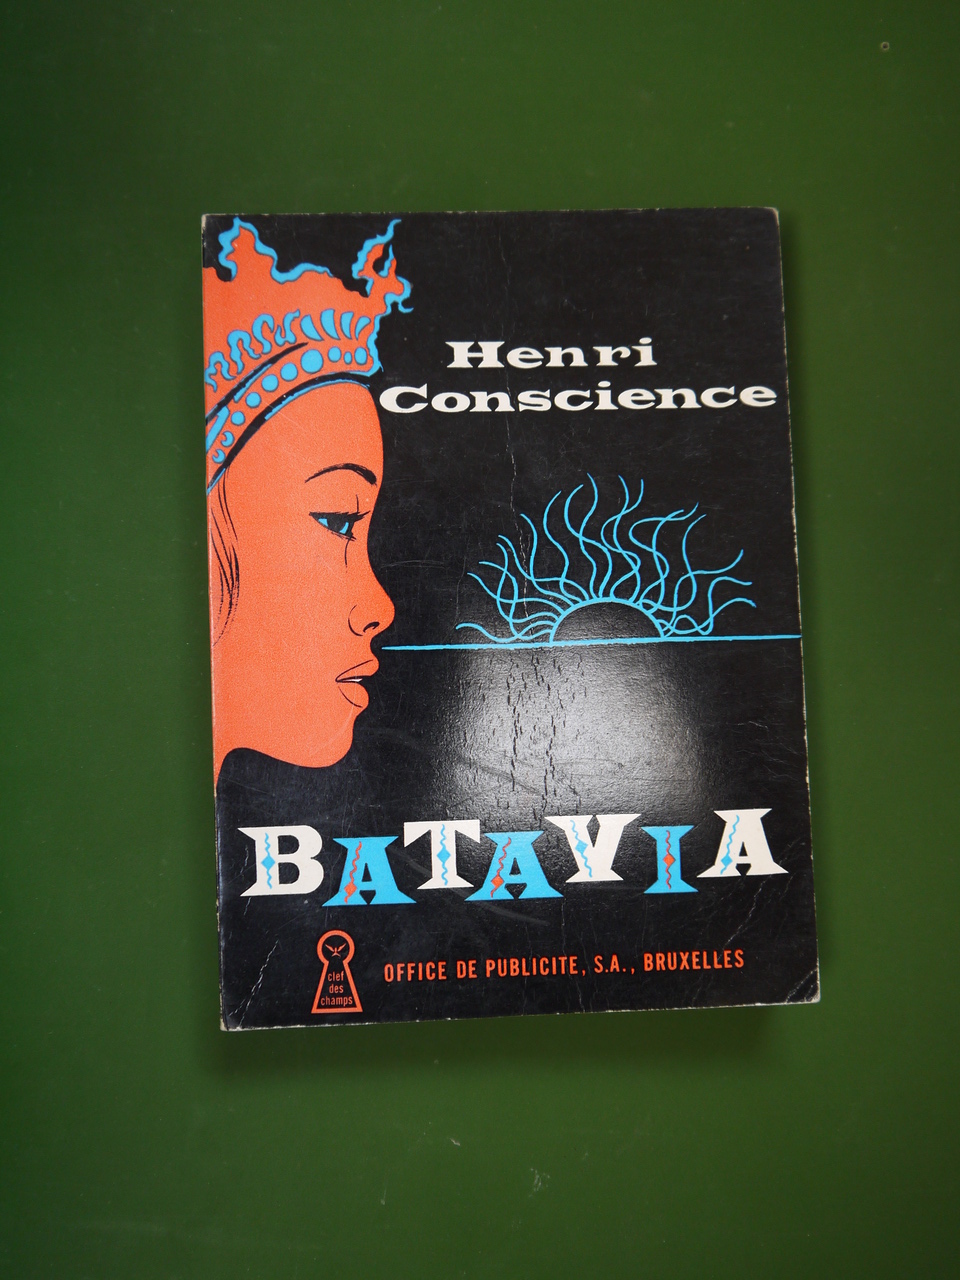 Henri
Conscience
BATAVIA
clef
des
champs
OFFICE DE PUBLICITE, S.A., BRUXELLES